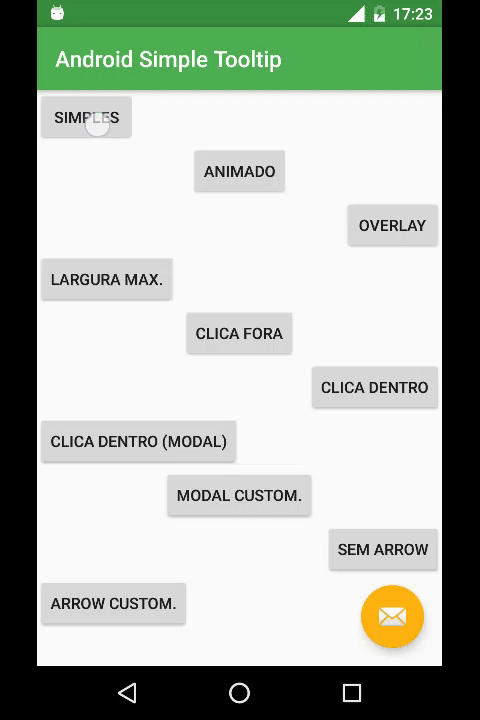 17:23
Android Simple Tooltip
SIMPLES
ANIMADO
OVERLAY
LARGURA MAX.
CLICA FORA
CLICA DENTRO
CLICA DENTRO (MODAL)
MODAL CUSTOM.
SEM ARROW
ARROW CUSTOM.